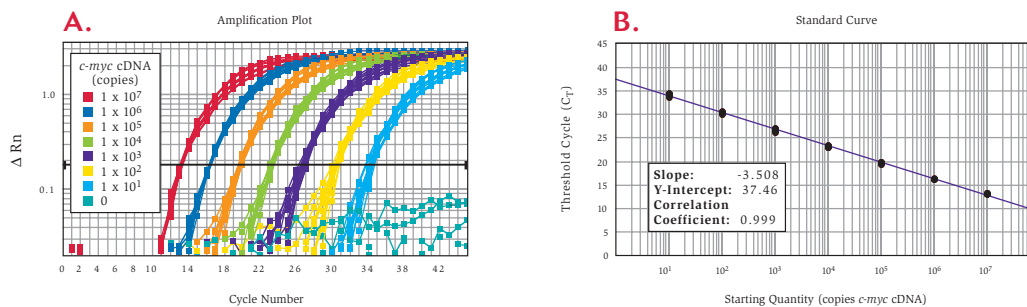 A.
Amplification Plot
c-myc cDNA
(copies)
1 x 10⁷
1 x 10⁶
1 x 10⁵
1 x 10⁴
1 x 10³
1 x 10²
1 x 10¹
0
Δ Rn
1.0
0.1
0 2 4 6 8 10 14 18 22 26 30 34 38 42
Cycle Number
B.
Standard Curve
Threshold Cycle (C_T)
45
40
35
30
25
20
15
10
5
0
Slope: -3.508
Y-Intercept: 37.46
Correlation
Coefficient: 0.999
10¹ 10² 10³ 10⁴ 10⁵ 10⁶ 10⁷
Starting Quantity (copies c-myc cDNA)